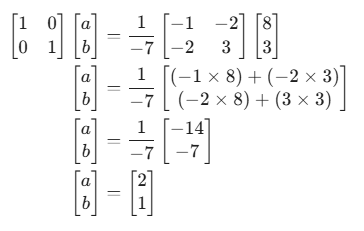 \begin{bmatrix} 1 & 0 \\ 0 & 1 \end{bmatrix} \begin{bmatrix} a \\ b \end{bmatrix} = \frac{1}{-7} \begin{bmatrix} -1 & -2 \\ -2 & 3 \end{bmatrix} \begin{bmatrix} 8 \\ 3 \end{bmatrix}
\begin{bmatrix} a \\ b \end{bmatrix} = \frac{1}{-7} \begin{bmatrix} (-1 \times 8) + (-2 \times 3) \\ (-2 \times 8) + (3 \times 3) \end{bmatrix}
\begin{bmatrix} a \\ b \end{bmatrix} = \frac{1}{-7} \begin{bmatrix} -14 \\ -7 \end{bmatrix}
\begin{bmatrix} a \\ b \end{bmatrix} = \begin{bmatrix} 2 \\ 1 \end{bmatrix}